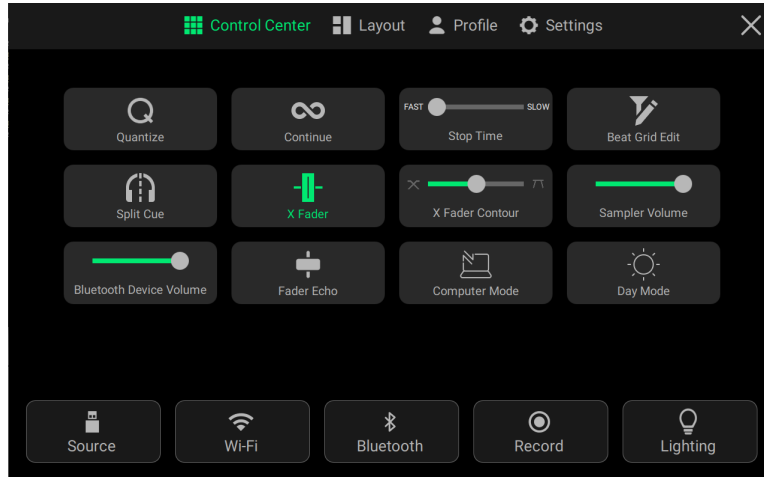 Control Center
Layout
Profile
Settings
Quantize
Continue
FAST
SLOW
Stop Time
Beat Grid Edit
Split Cue
X Fader
X Fader Contour
Sampler Volume
Bluetooth Device Volume
Fader Echo
Computer Mode
Day Mode
Source
Wi-Fi
Bluetooth
Record
Lighting